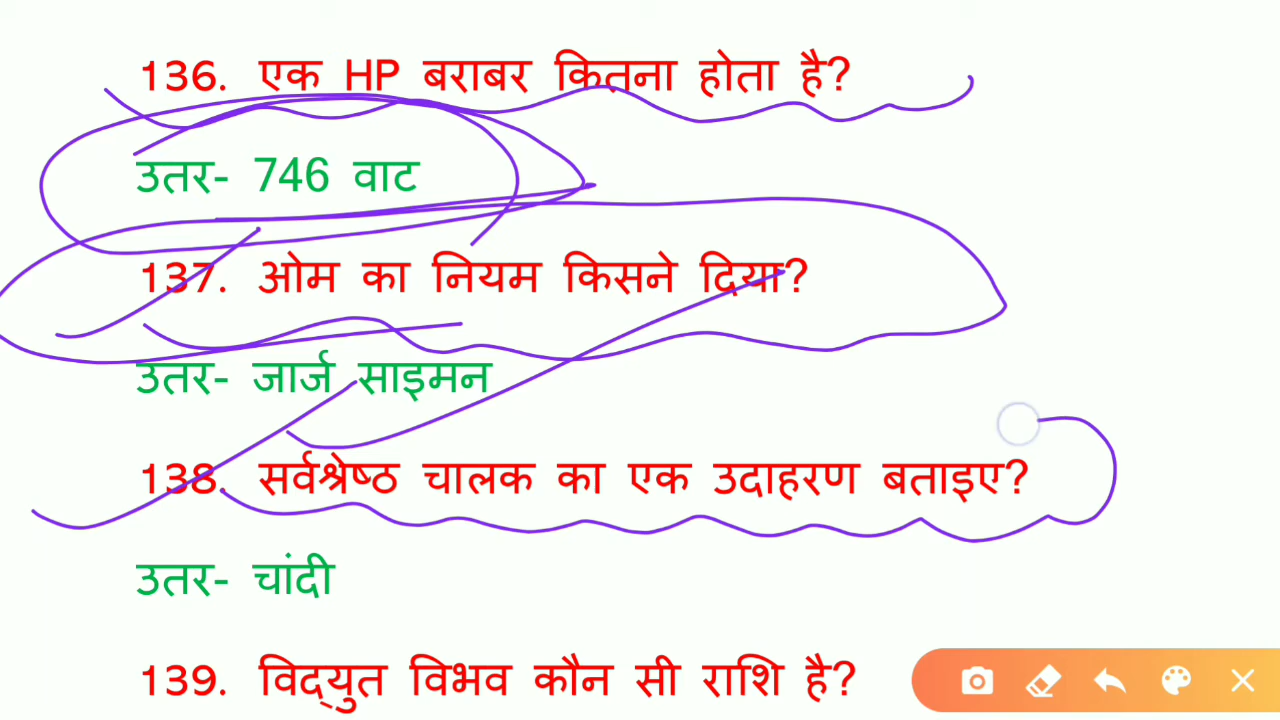 136. एक HP बराबर कितना होता है?
उतर- 746 वाट
137. ओम का नियम किसने दिया?
उतर- जार्ज साइमन
138. सर्वश्रेष्ठ चालक का एक उदाहरण बताइए?
उतर- चांदी
139. विद्युत विभव कौन सी राशि है?